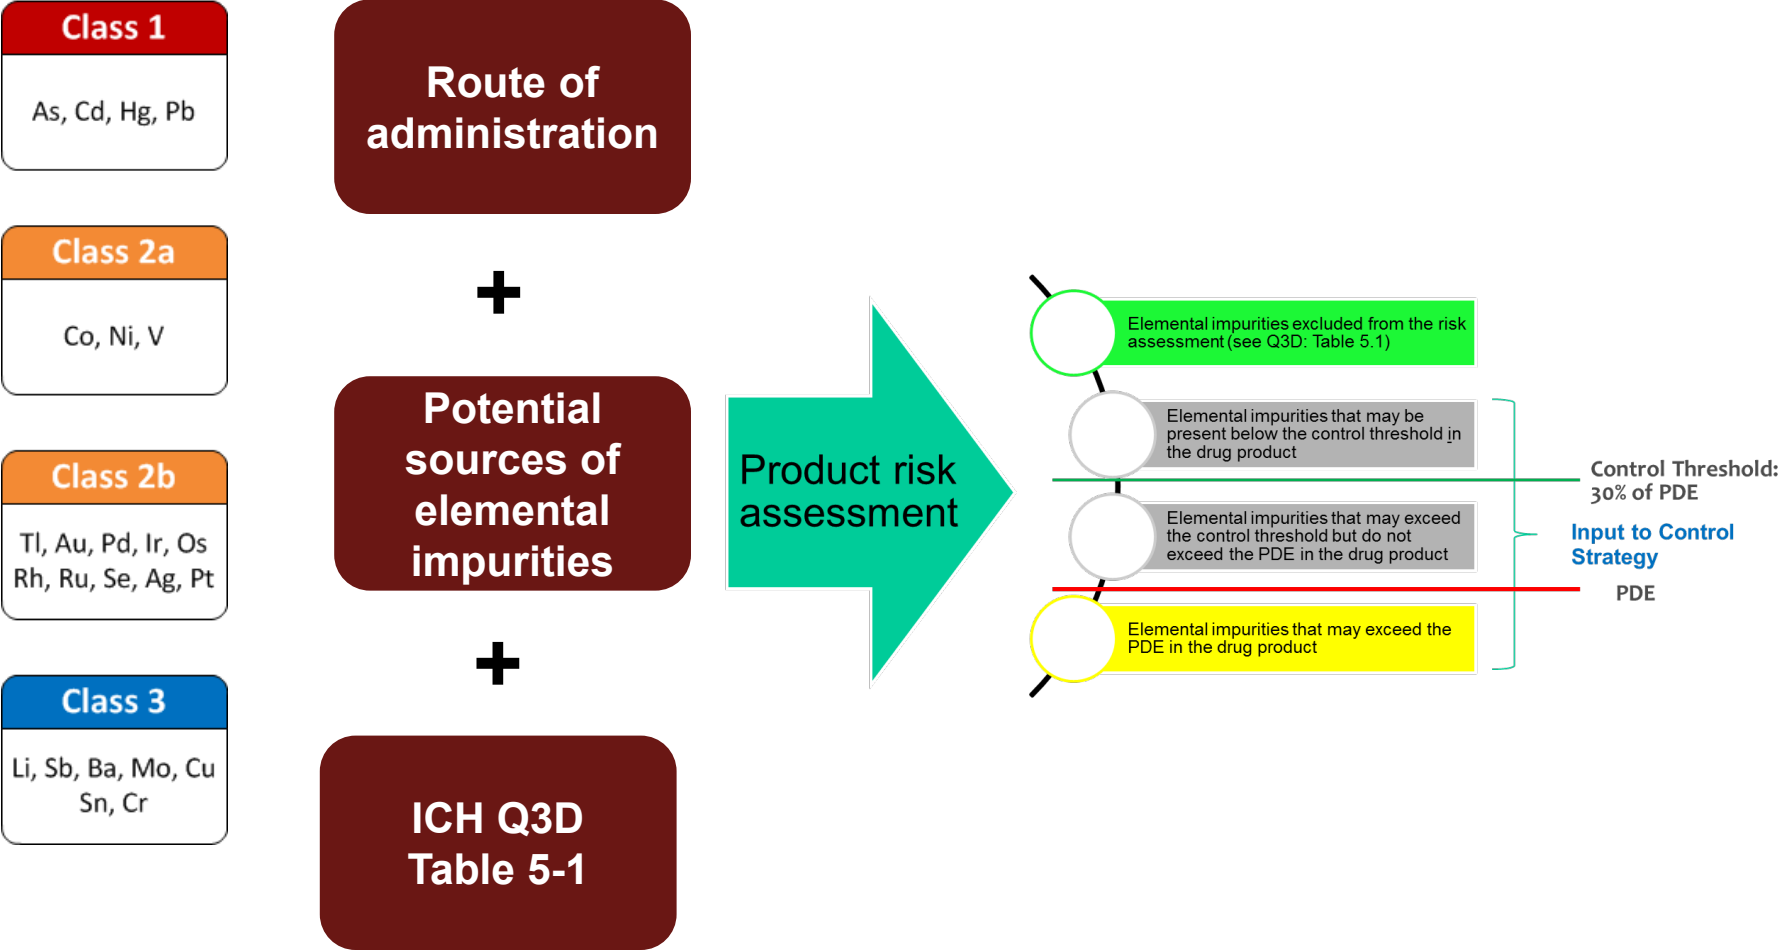 Class 1
As, Cd, Hg, Pb
Class 2a
Co, Ni, V
Class 2b
Tl, Au, Pd, Ir, Os
Rh, Ru, Se, Ag, Pt
Class 3
Li, Sb, Ba, Mo, Cu
Sn, Cr
Route of
administration
+
Potential
sources of
elemental
impurities
+
ICH Q3D
Table 5-1
Product risk
assessment
Elemental impurities excluded from the risk
assessment (see Q3D: Table 5.1)
Elemental impurities that may be
present below the control threshold in
the drug product
Elemental impurities that may exceed
the control threshold but do not
exceed the PDE in the drug product
Elemental impurities that may exceed the
PDE in the drug product
Control Threshold:
30% of PDE
Input to Control
Strategy
PDE